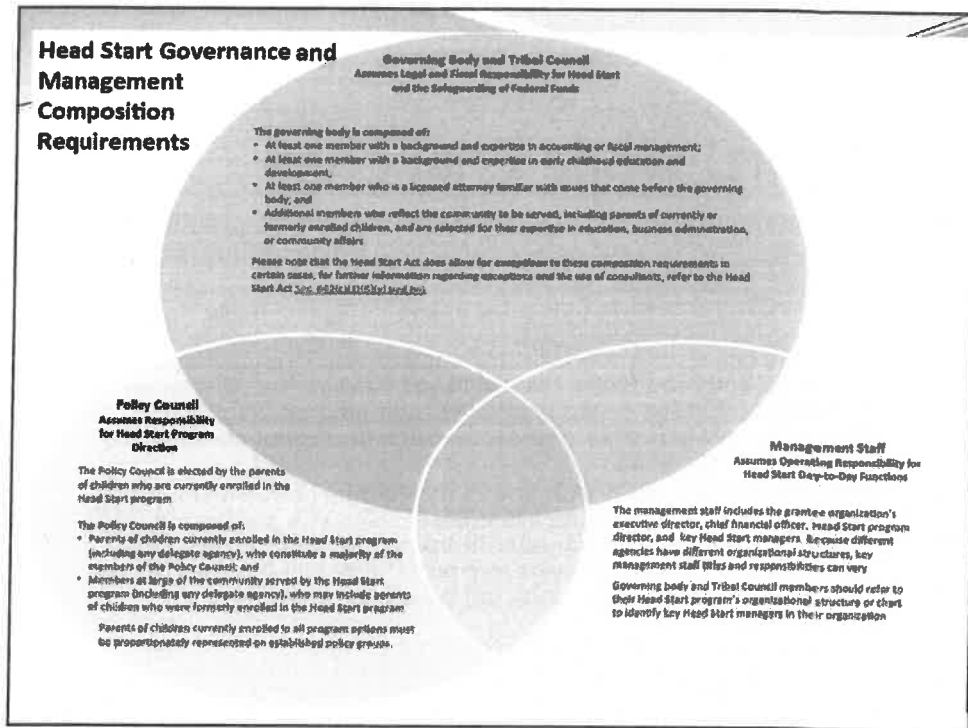 Head Start Governance and
Management
Composition
Requirements
Governing Body and Tribal Council
Assumes Legal and Fiscal Responsibility for Head Start
and the Safeguarding of Federal Funds
The governing body is composed of:
• At least one member with a background and expertise in accounting or fiscal management;
• At least one member with a background and expertise in early childhood education and
development,
• At least one member who is a licensed attorney familiar with issues that come before the governing
body; and
• Additional members who reflect the community to be served, including parents of currently or
formerly enrolled children, and are selected for their expertise in education, business administration,
or community affairs
Please note that the Head Start Act does allow for exceptions to these composition requirements in
certain cases, for further information regarding exceptions and the use of consultants, refer to the Head
Start Act
Policy Council
Assumes Responsibility
for Head Start Program
Direction
The Policy Council is elected by the parents
of children who are currently enrolled in the
Head Start program
The Policy Council is composed of:
• Parents of children currently enrolled in the Head Start program
(including any delegate agency), who constitute a majority of the
members of the Policy Council; and
• Members at large of the community served by the Head Start
program (including any delegate agency), who may include parents
of children who were formerly enrolled in the Head Start program
Parents of children currently enrolled in all program options must
be proportionately represented on established policy groups.
Management Staff
Assumes Operating Responsibility for
Head Start Day-to-Day Functions
The management staff includes the grantee organization's
executive director, chief financial officer, Head Start program
director, and key Head Start managers. Because different
agencies have different organizational structures, key
management staff titles and responsibilities can very
Governing body and Tribal Council members should refer to
their Head Start program's organizational structure or chart
to identify key Head Start managers in their organization